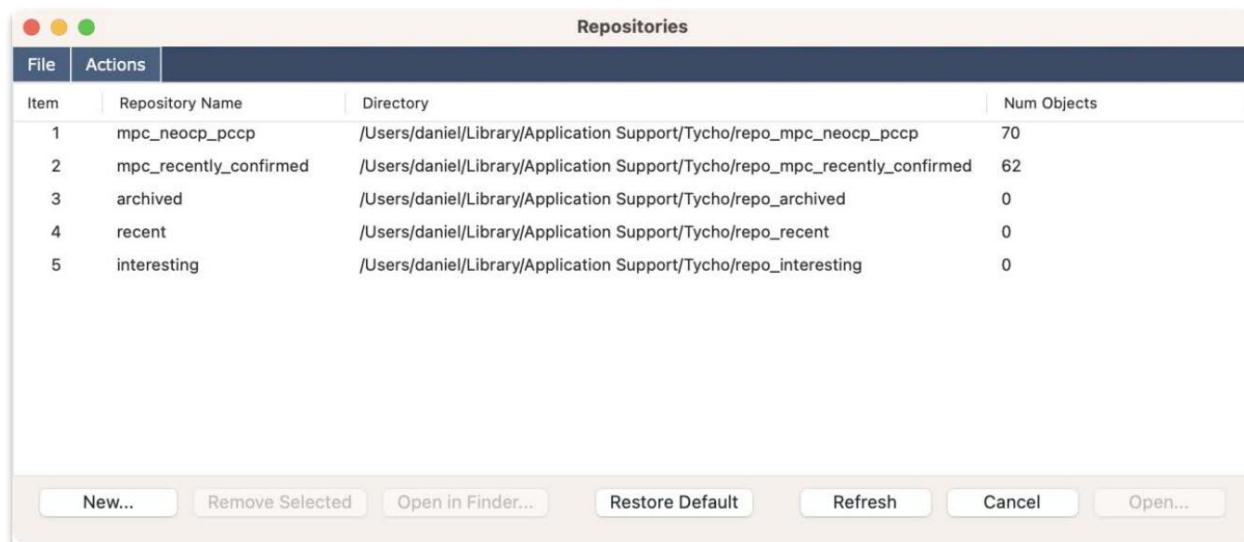 Repositories
File Actions
Item Repository Name Directory Num Objects
1 mpc_neocp_pccp /Users/daniel/Library/Application Support/Tycho/repo_mpc_neocp_pccp 70
2 mpc_recently_confirmed /Users/daniel/Library/Application Support/Tycho/repo_mpc_recently_confirmed 62
3 archived /Users/daniel/Library/Application Support/Tycho/repo_archived 0
4 recent /Users/daniel/Library/Application Support/Tycho/repo_recent 0
5 interesting /Users/daniel/Library/Application Support/Tycho/repo_interesting 0
New... Remove Selected Open in Finder... Restore Default Refresh Cancel Open...